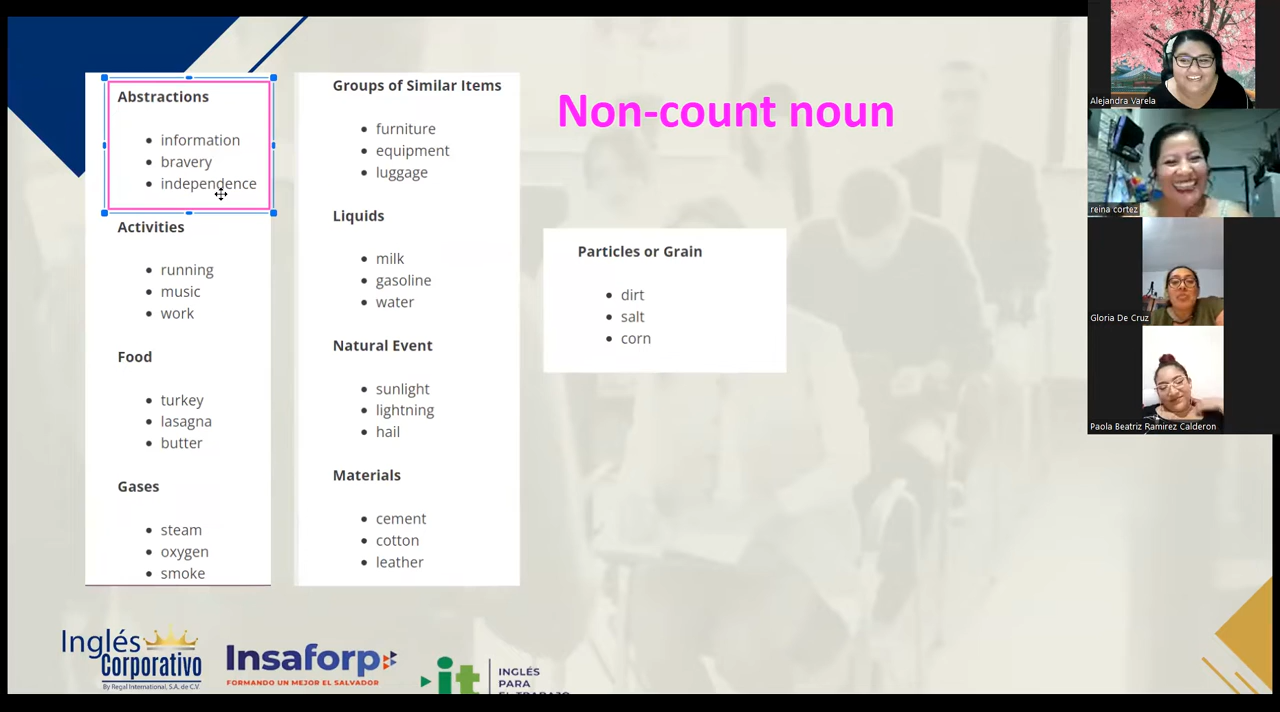 Non-count noun
Abstractions
information
bravery
independence
Activities
running
music
work
Food
turkey
lasagna
butter
Gases
steam
oxygen
smoke
Groups of Similar Items
furniture
equipment
luggage
Liquids
milk
gasoline
water
Natural Event
sunlight
lightning
hail
Materials
cement
cotton
leather
Particles or Grain
dirt
salt
corn
Alejandra Varela
reina cortez
Gloria De Cruz
Paola Beatriz Ramirez Calderon
Inglés
Corporativo
By Regal International, S.A. de C.V.
Insaforp
FORMANDO UN MEJOR EL SALVADOR
it
INGLÉS
PARA
EL TRABAJO